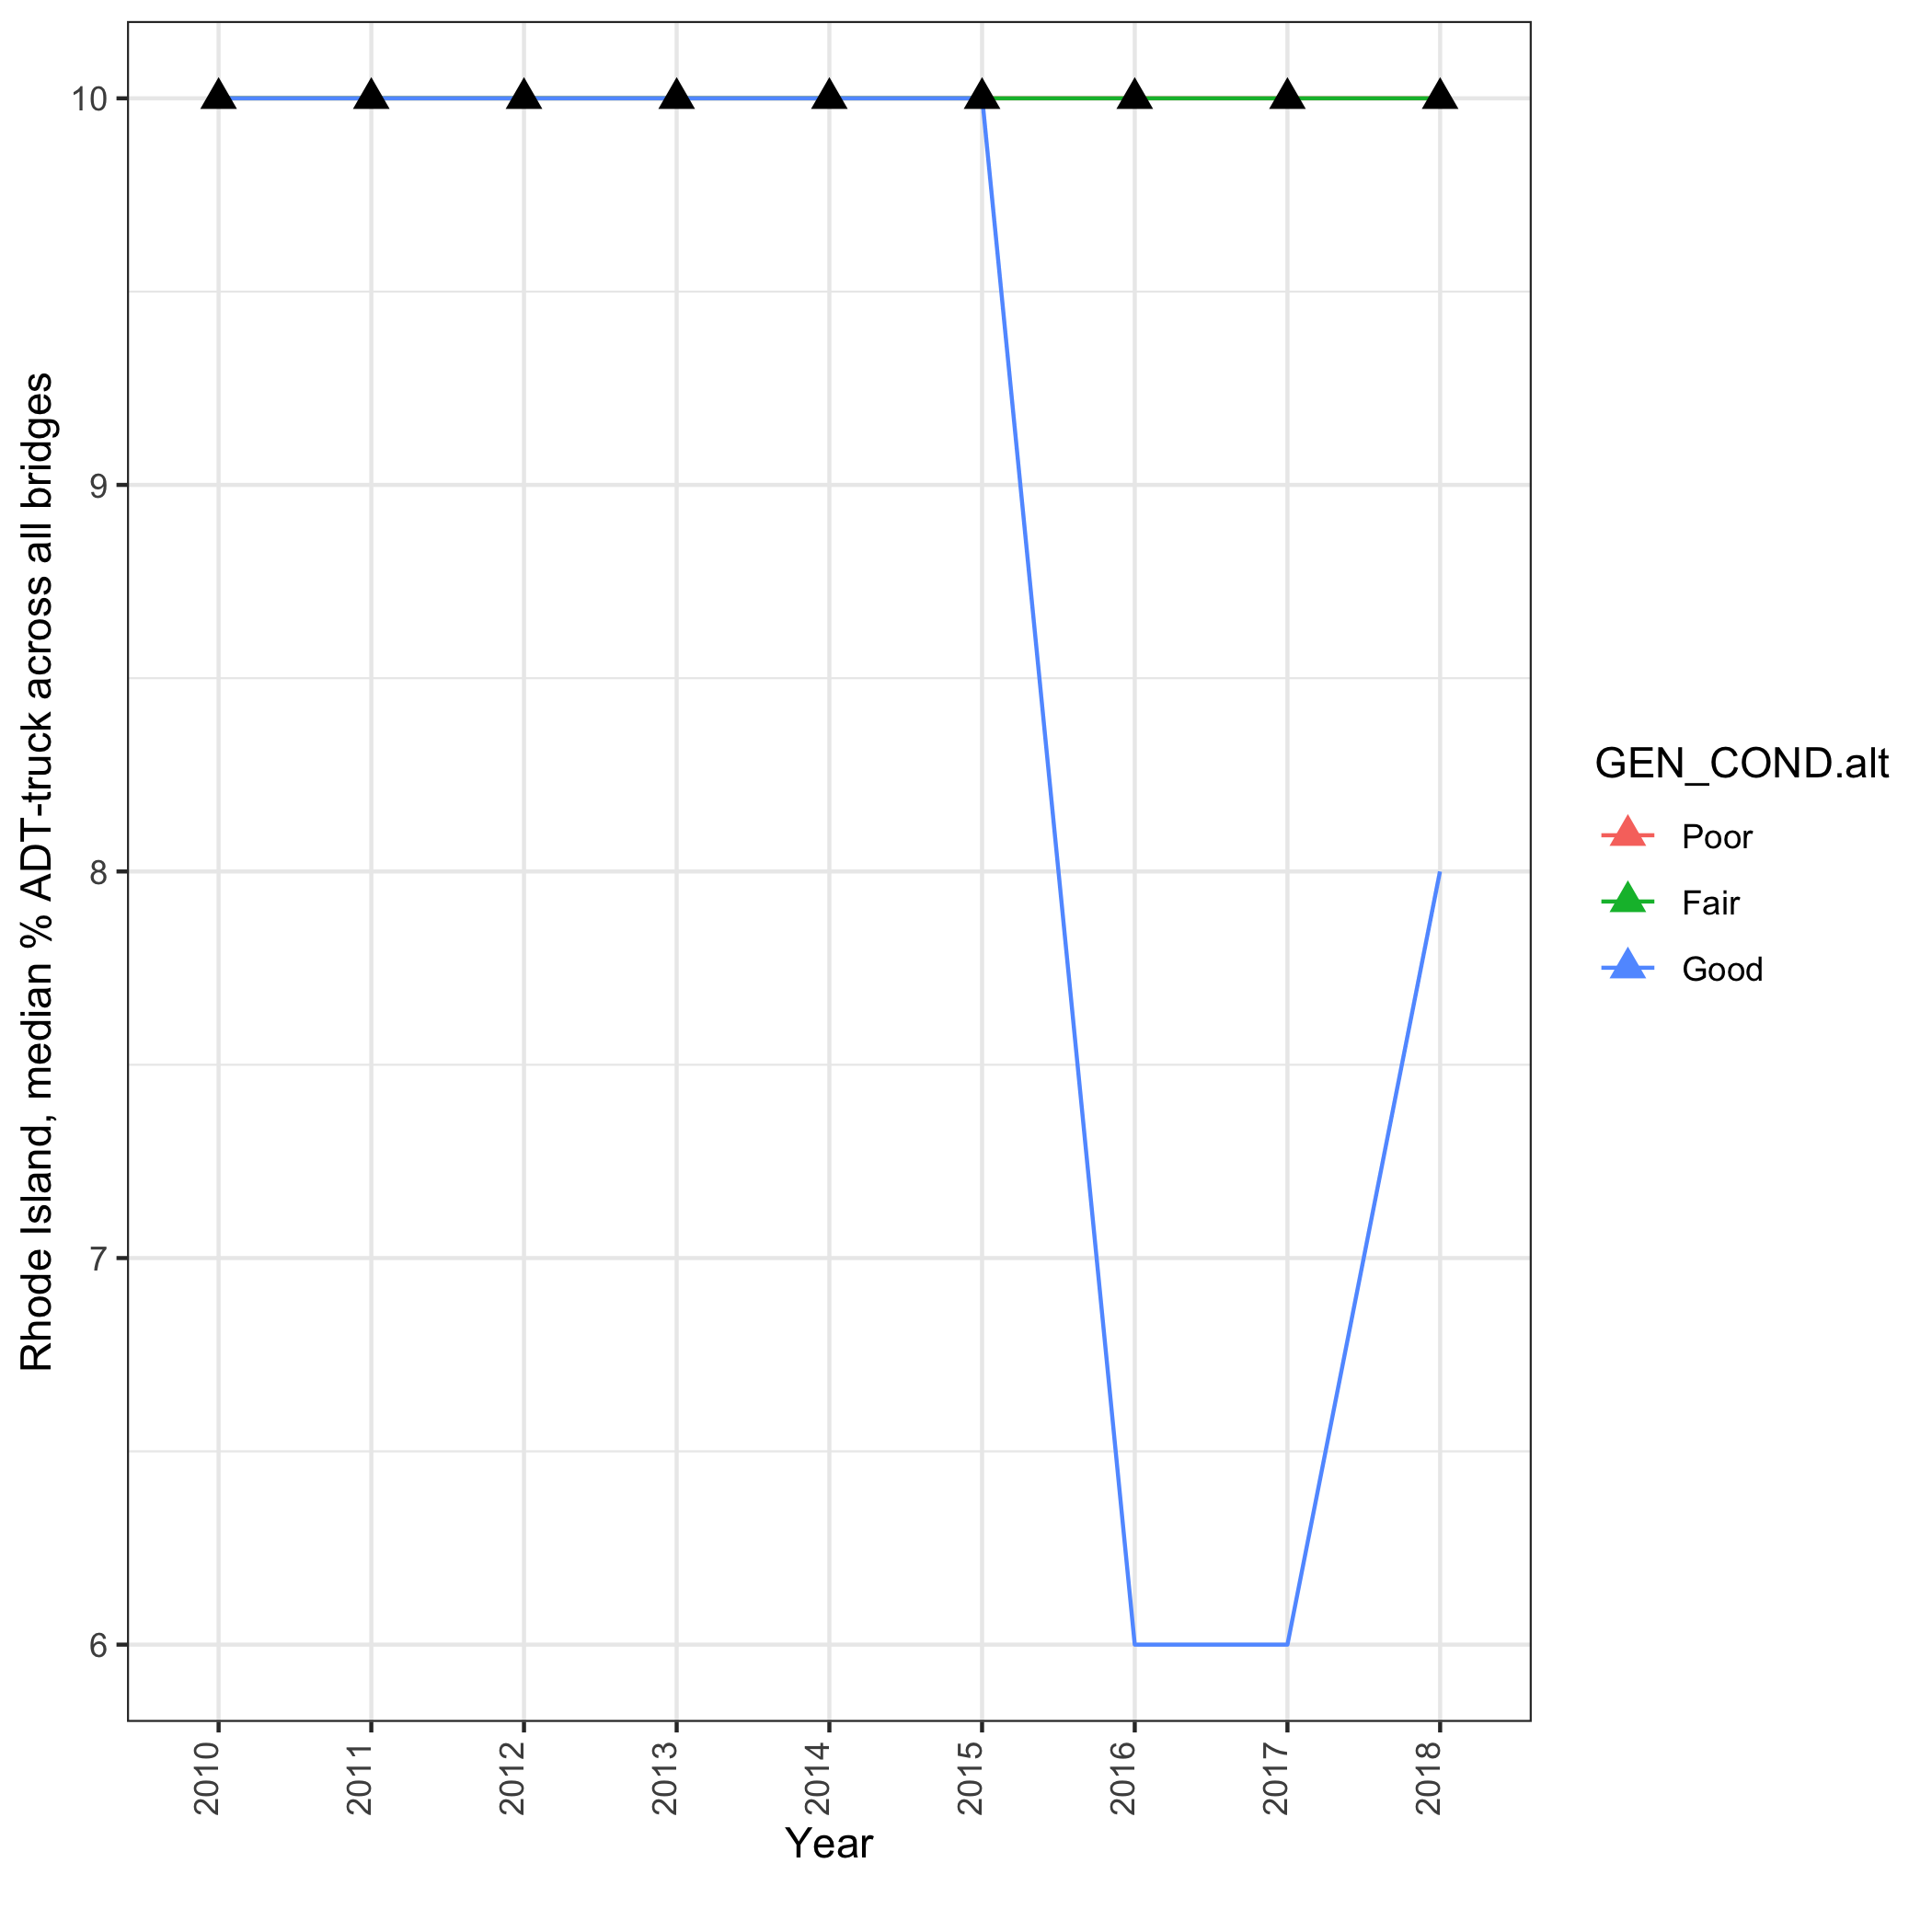 Rhode Island, median % ADT-truck across all bridges
10
9
8
7
6
2010
2011
2012
2013
2014
2015
2016
2017
2018
Year
GEN_COND.alt
Poor
Fair
Good